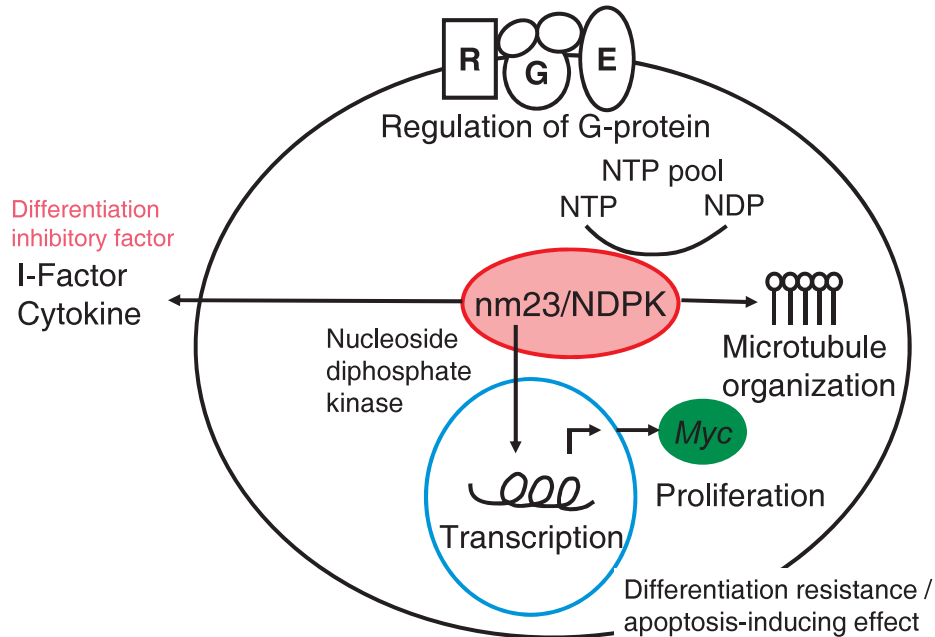 R G E
Regulation of G-protein
NTP pool
NTP NDP
Differentiation
inhibitory factor
I-Factor
Cytokine
nm23/NDPK
Nucleoside
diphosphate
kinase
Microtubule
organization
Myc
Proliferation
Transcription
Differentiation resistance /
apoptosis-inducing effect